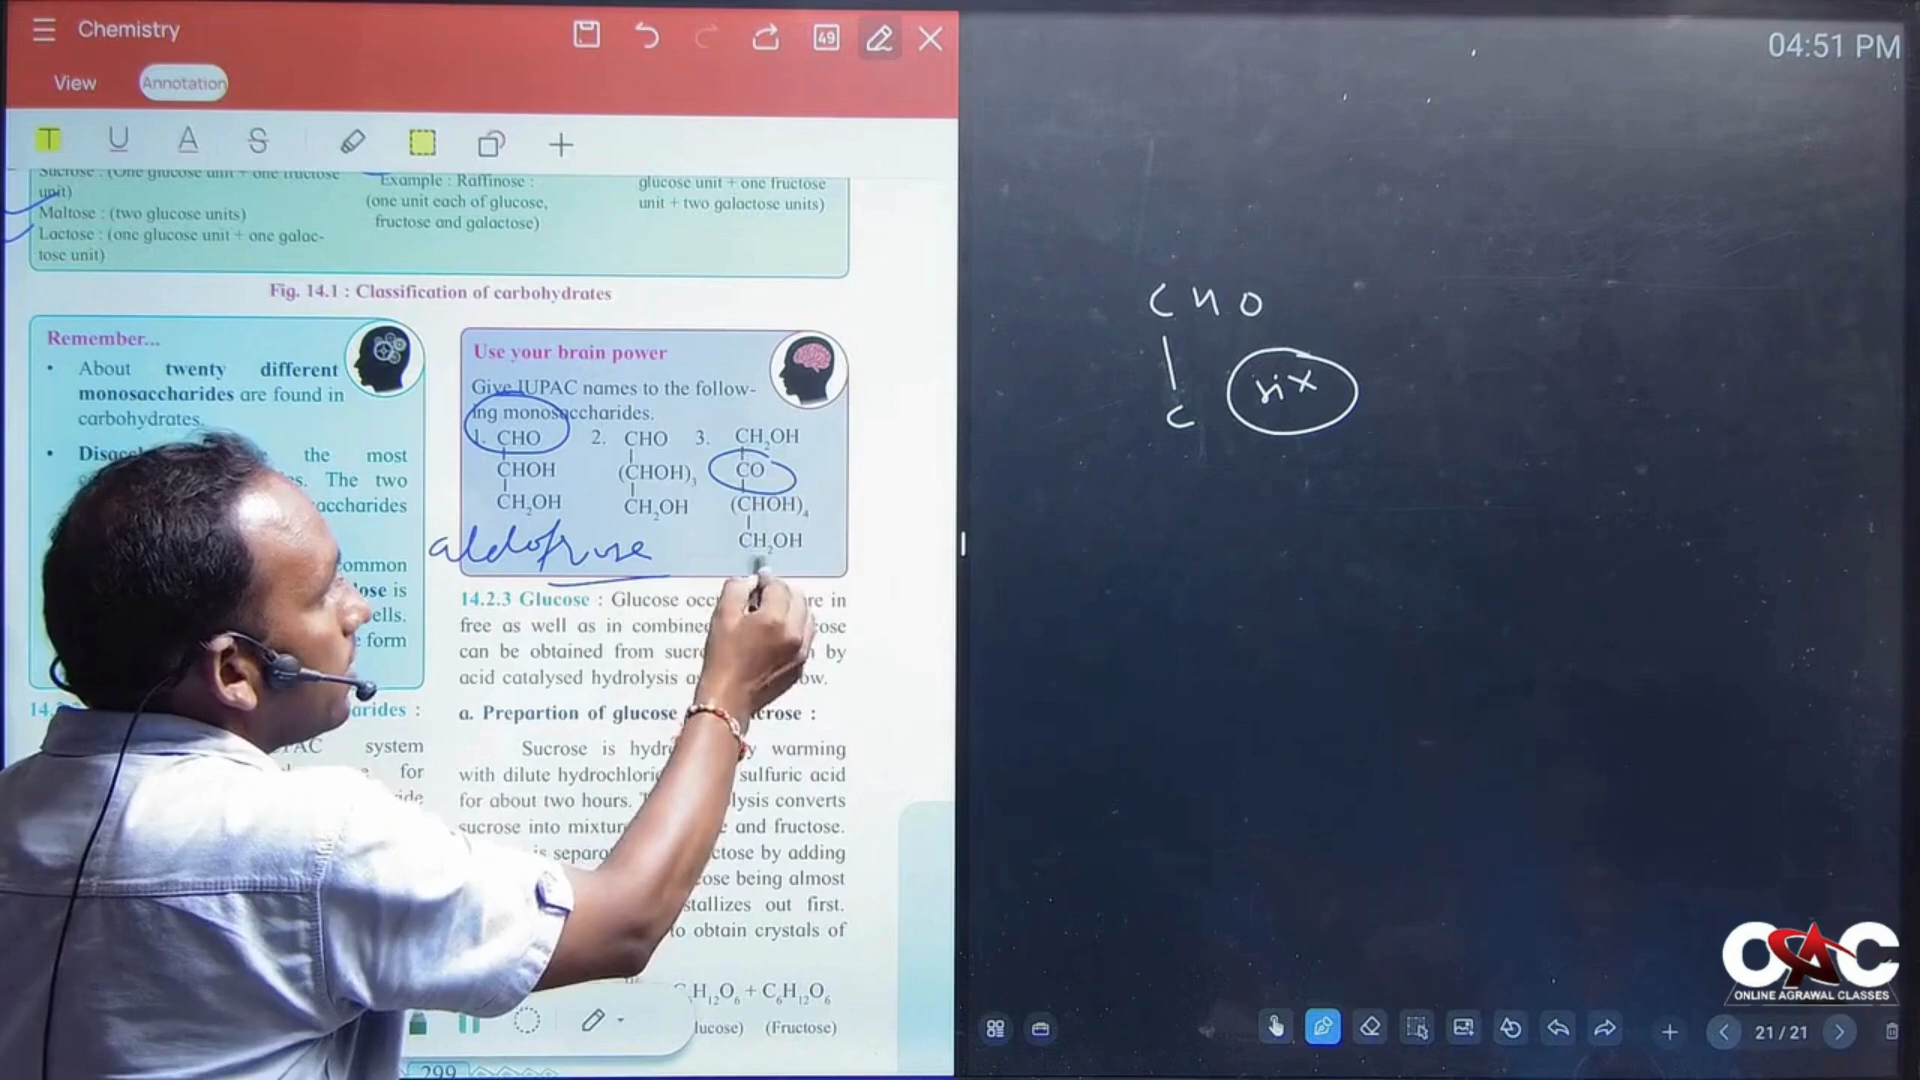 Chemistry
49
View
Annotation
T U A S
Sucrose : (One glucose unit + one fructose
unit)
Maltose : (two glucose units)
Lactose : (one glucose unit + one galac-
tose unit)
Example : Raffinose :
(one unit each of glucose,
fructose and galactose)
glucose unit + one fructose
unit + two galactose units)
Fig. 14.1 : Classification of carbohydrates
Remember...
• About twenty different
monosaccharides are found in
carbohydrates.
• the most
The two
accharides
ommon
ose is
ells.
form
14. arides :
system
for
Use your brain power
Give IUPAC names to the follow-
ing monosaccharides.
1. CHO 2. CHO 3. CH₂OH
CHOH (CHOH)₃ CO
CH₂OH CH₂OH (CHOH)₄
CH₂OH
14.2.3 Glucose : Glucose occ re in
free as well as in combine ose
can be obtained from sucr by
acid catalysed hydrolysis a ow.
a. Prepartion of glucose crose :
Sucrose is hydr y warming
with dilute hydrochlori sulfuric acid
for about two hours. lysis converts
sucrose into mixtur and fructose.
is separa ctose by adding
ose being almost
stallizes out first.
to obtain crystals of
H₁₂O₆ + C₆H₁₂O₆
lucose) (Fructose)
299
04:51 PM
CHO
C
six
OAC
ONLINE AGRAWAL CLASSES
21/21